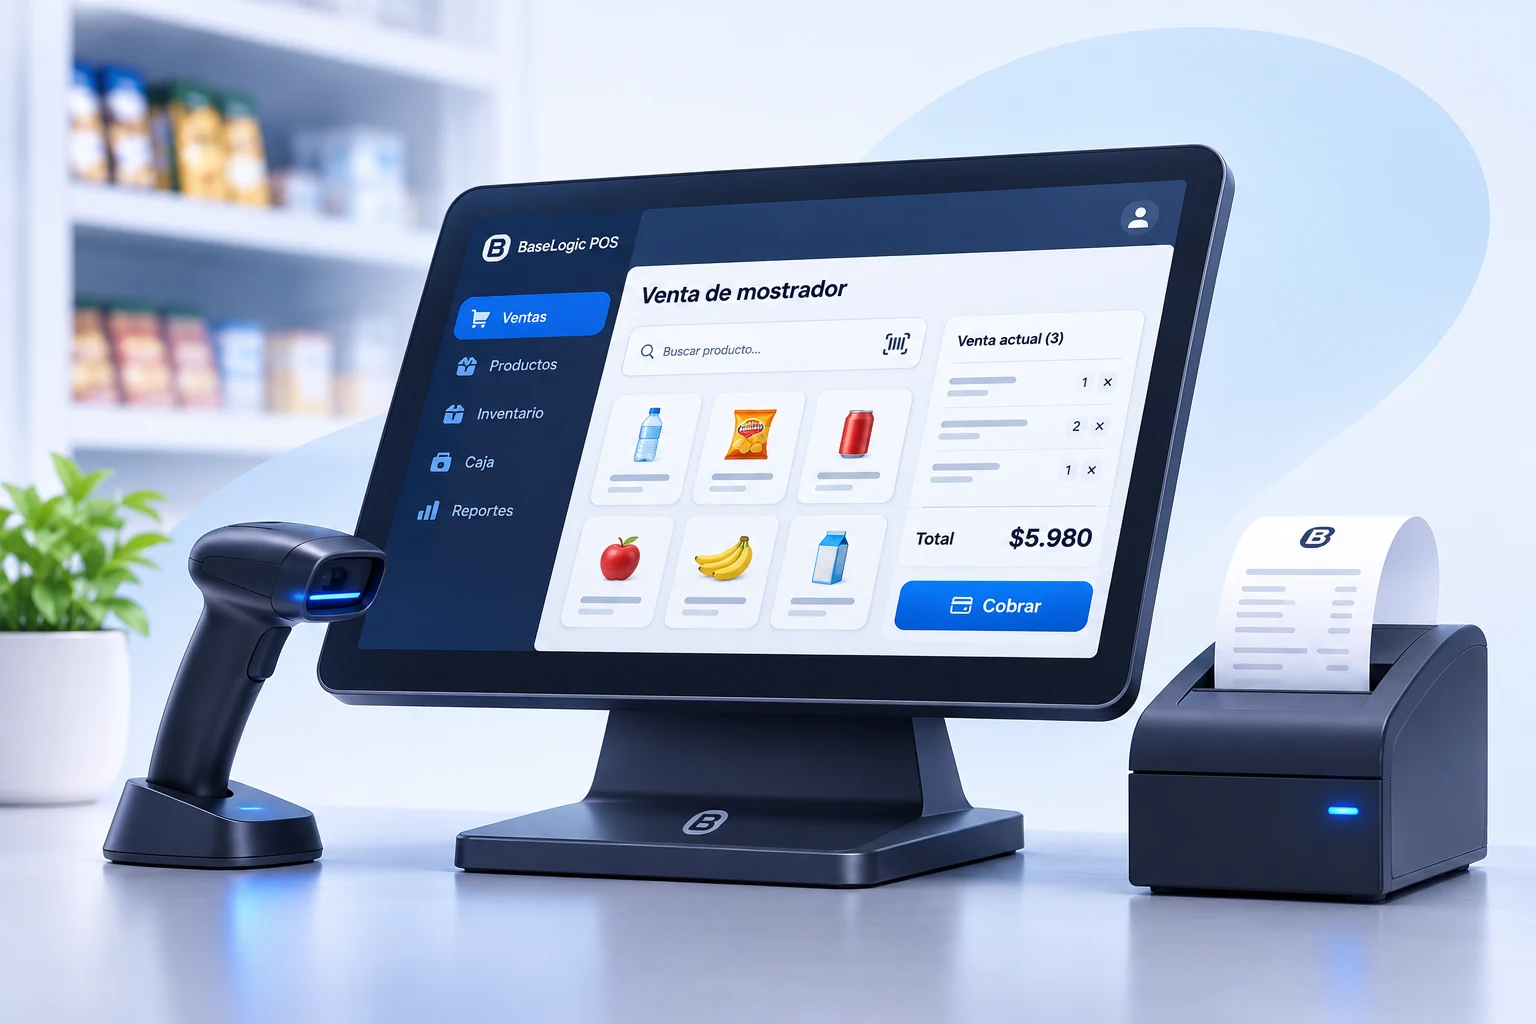 B BaseLogic POS
Ventas
Productos
Inventario
Caja
Reportes
Venta de mostrador
Buscar producto...
Venta actual (3)
1 ×
2 ×
1 ×
Total $5.980
Cobrar
B
B